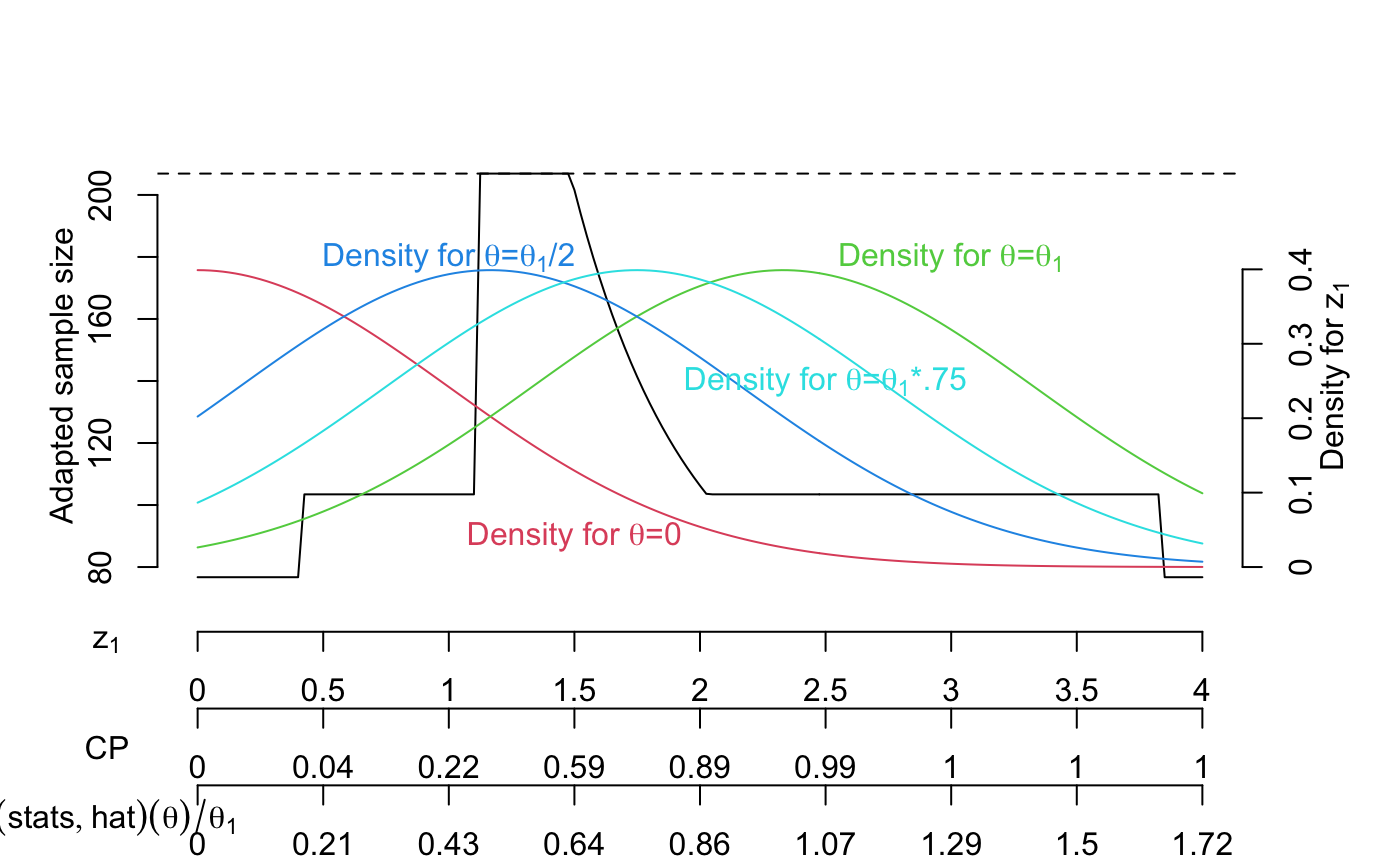 Adapted sample size
200
160
120
80
Density for θ=θ₁/2
Density for θ=θ₁
Density for θ=θ₁*.75
Density for θ=0
0.4
0.3
0.2
0.1
0
Density for z₁
z₁
0 0.5 1 1.5 2 2.5 3 3.5 4
CP
0 0.04 0.22 0.59 0.89 0.99 1 1 1
(stats, hat)(θ)/θ₁
0 0.21 0.43 0.64 0.86 1.07 1.29 1.5 1.72